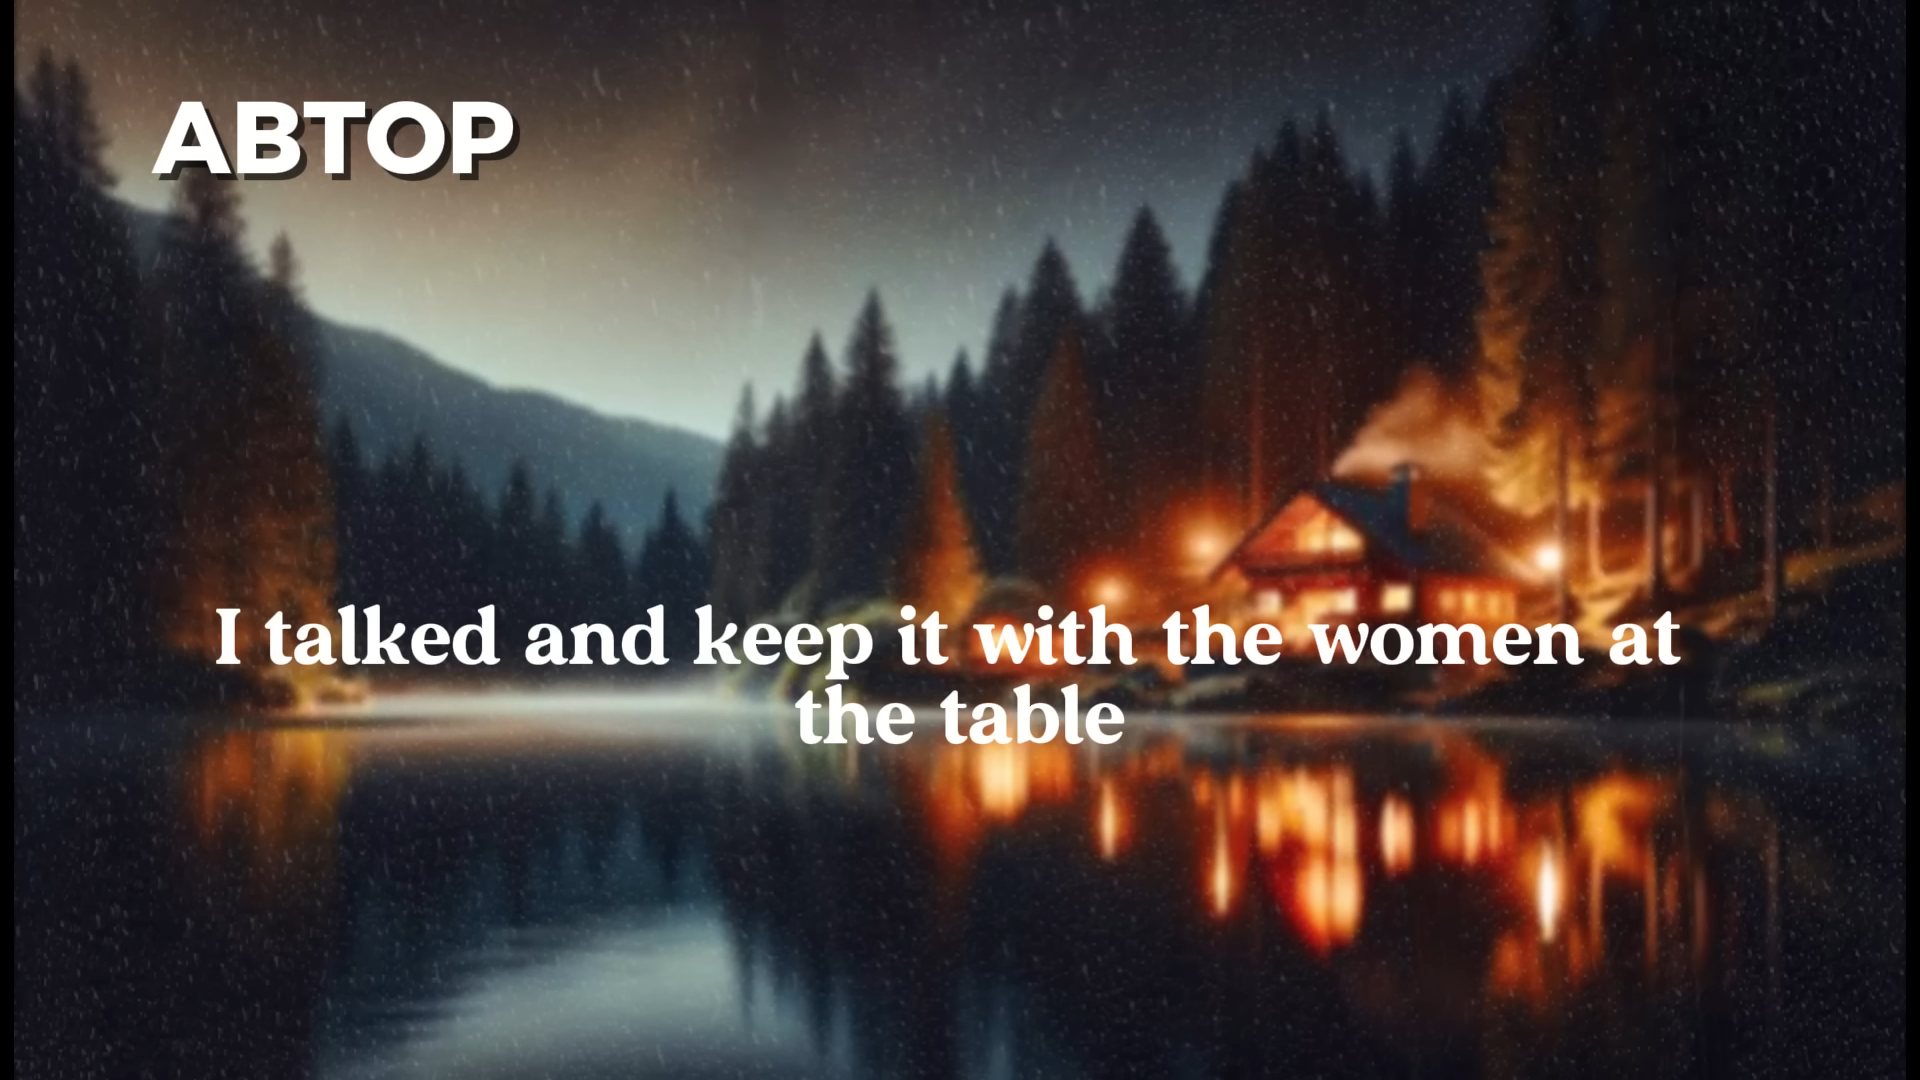 АВТОР
I talked and keep it with the women at
the table